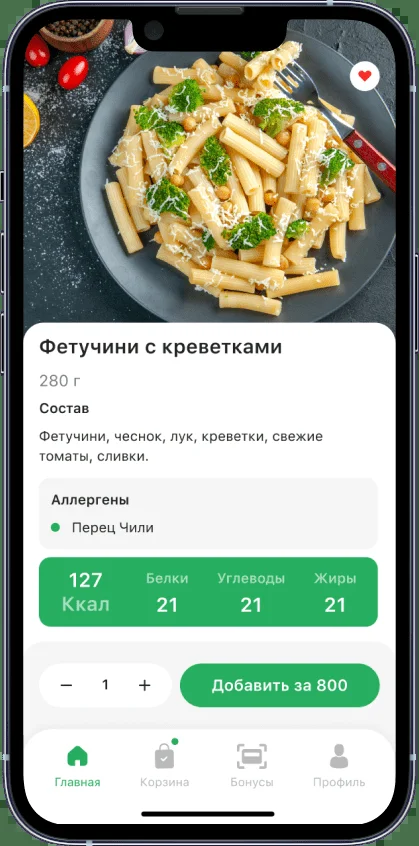 Фетучини с креветками
280 г
Состав
Фетучини, чеснок, лук, креветки, свежие
томаты, сливки.
Аллергены
Перец Чили
127 Белки Углеводы Жиры
Ккал 21 21 21
1 Добавить за 800
Главная Корзина Бонусы Профиль